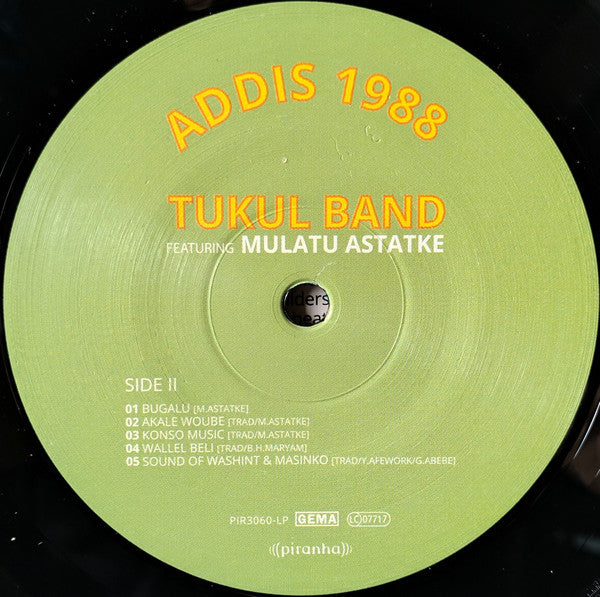 ADDIS 1988
TUKUL BAND
FEATURING MULATU ASTATKE
SIDE II
01 BUGALU [M.ASTATKE]
02 AKALE WOUBE [TRAD/M.ASTATKE]
03 KONSO MUSIC [TRAD/M.ASTATKE]
04 WALLEL BELI [TRAD/B.H.MARYAM]
05 SOUND OF WASHINT & MASINKO [TRAD/Y.AFEWORK/G.ABEBE]
PIR3060-LP GEMA LC07717
((piranha))